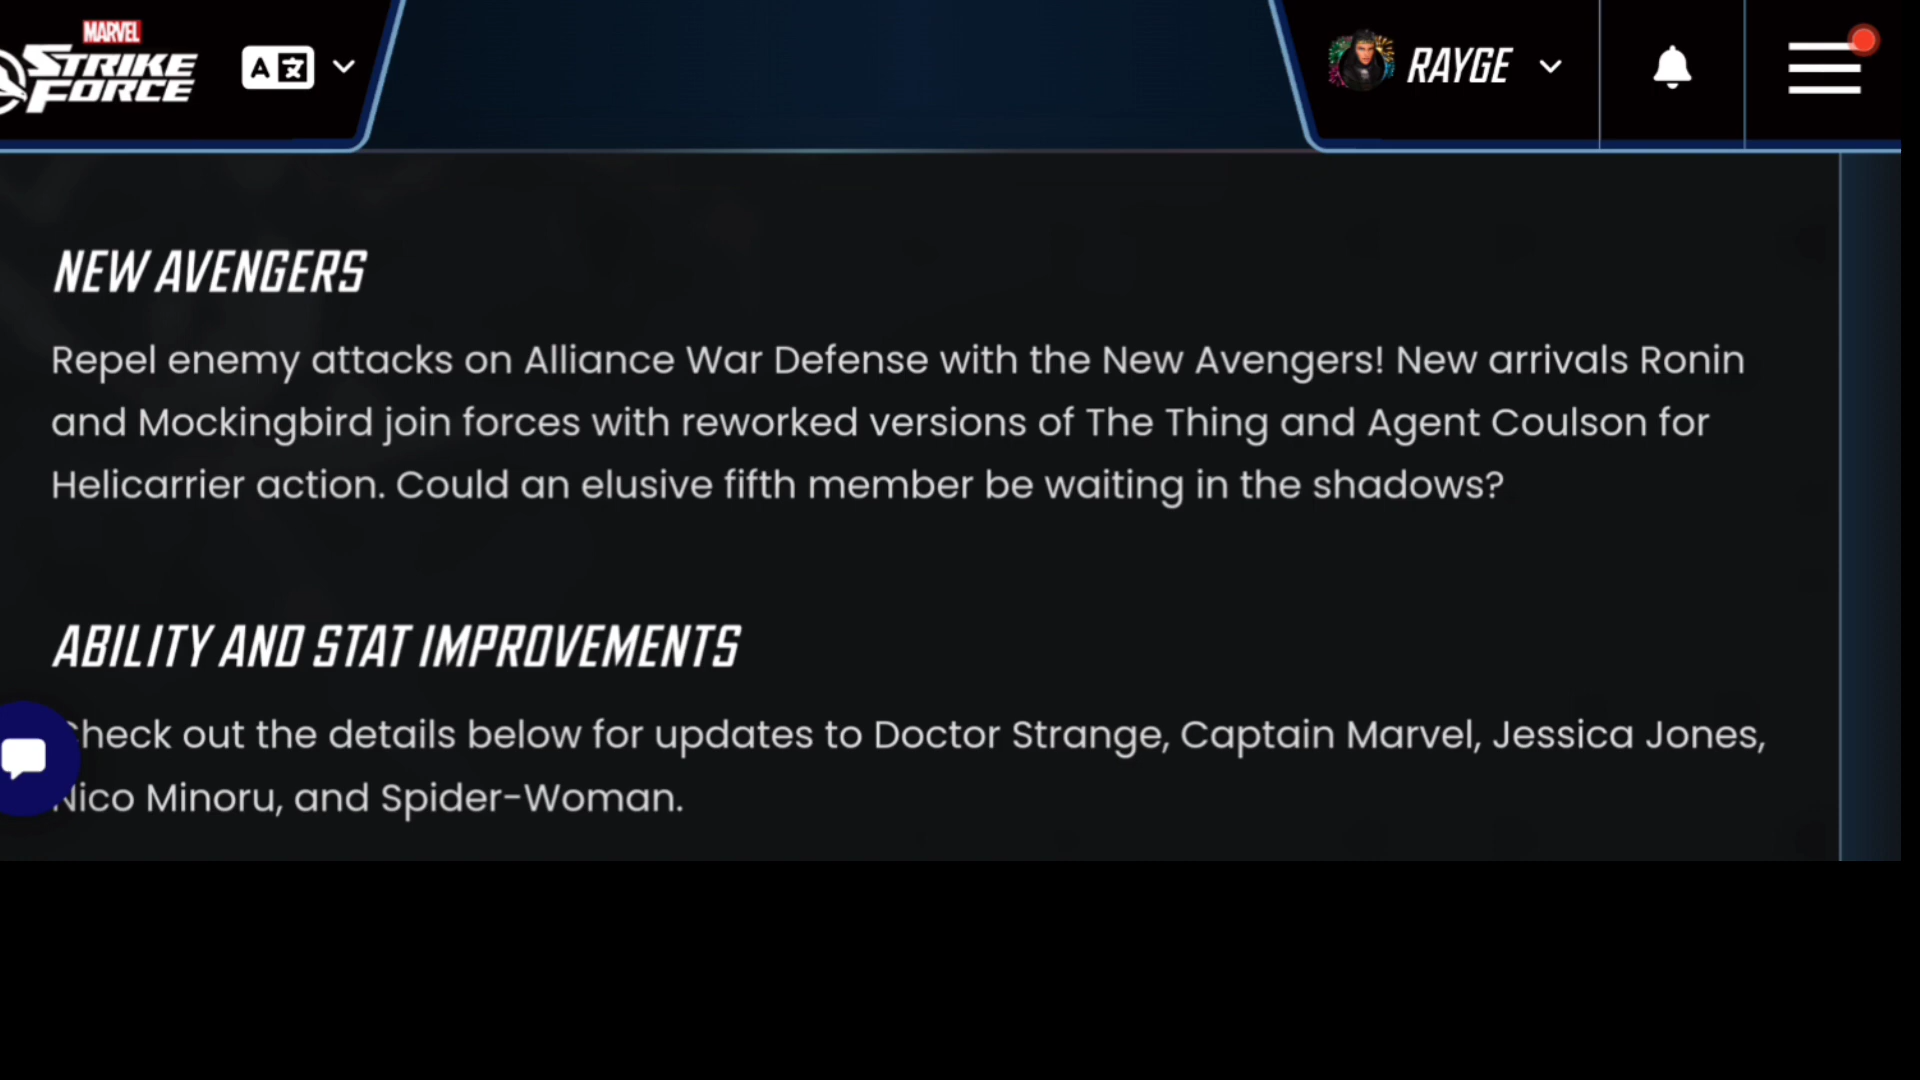 MARVEL
STRIKE
FORCE
A 文
RAYGE
NEW AVENGERS
Repel enemy attacks on Alliance War Defense with the New Avengers! New arrivals Ronin
and Mockingbird join forces with reworked versions of The Thing and Agent Coulson for
Helicarrier action. Could an elusive fifth member be waiting in the shadows?
ABILITY AND STAT IMPROVEMENTS
Check out the details below for updates to Doctor Strange, Captain Marvel, Jessica Jones,
Nico Minoru, and Spider-Woman.